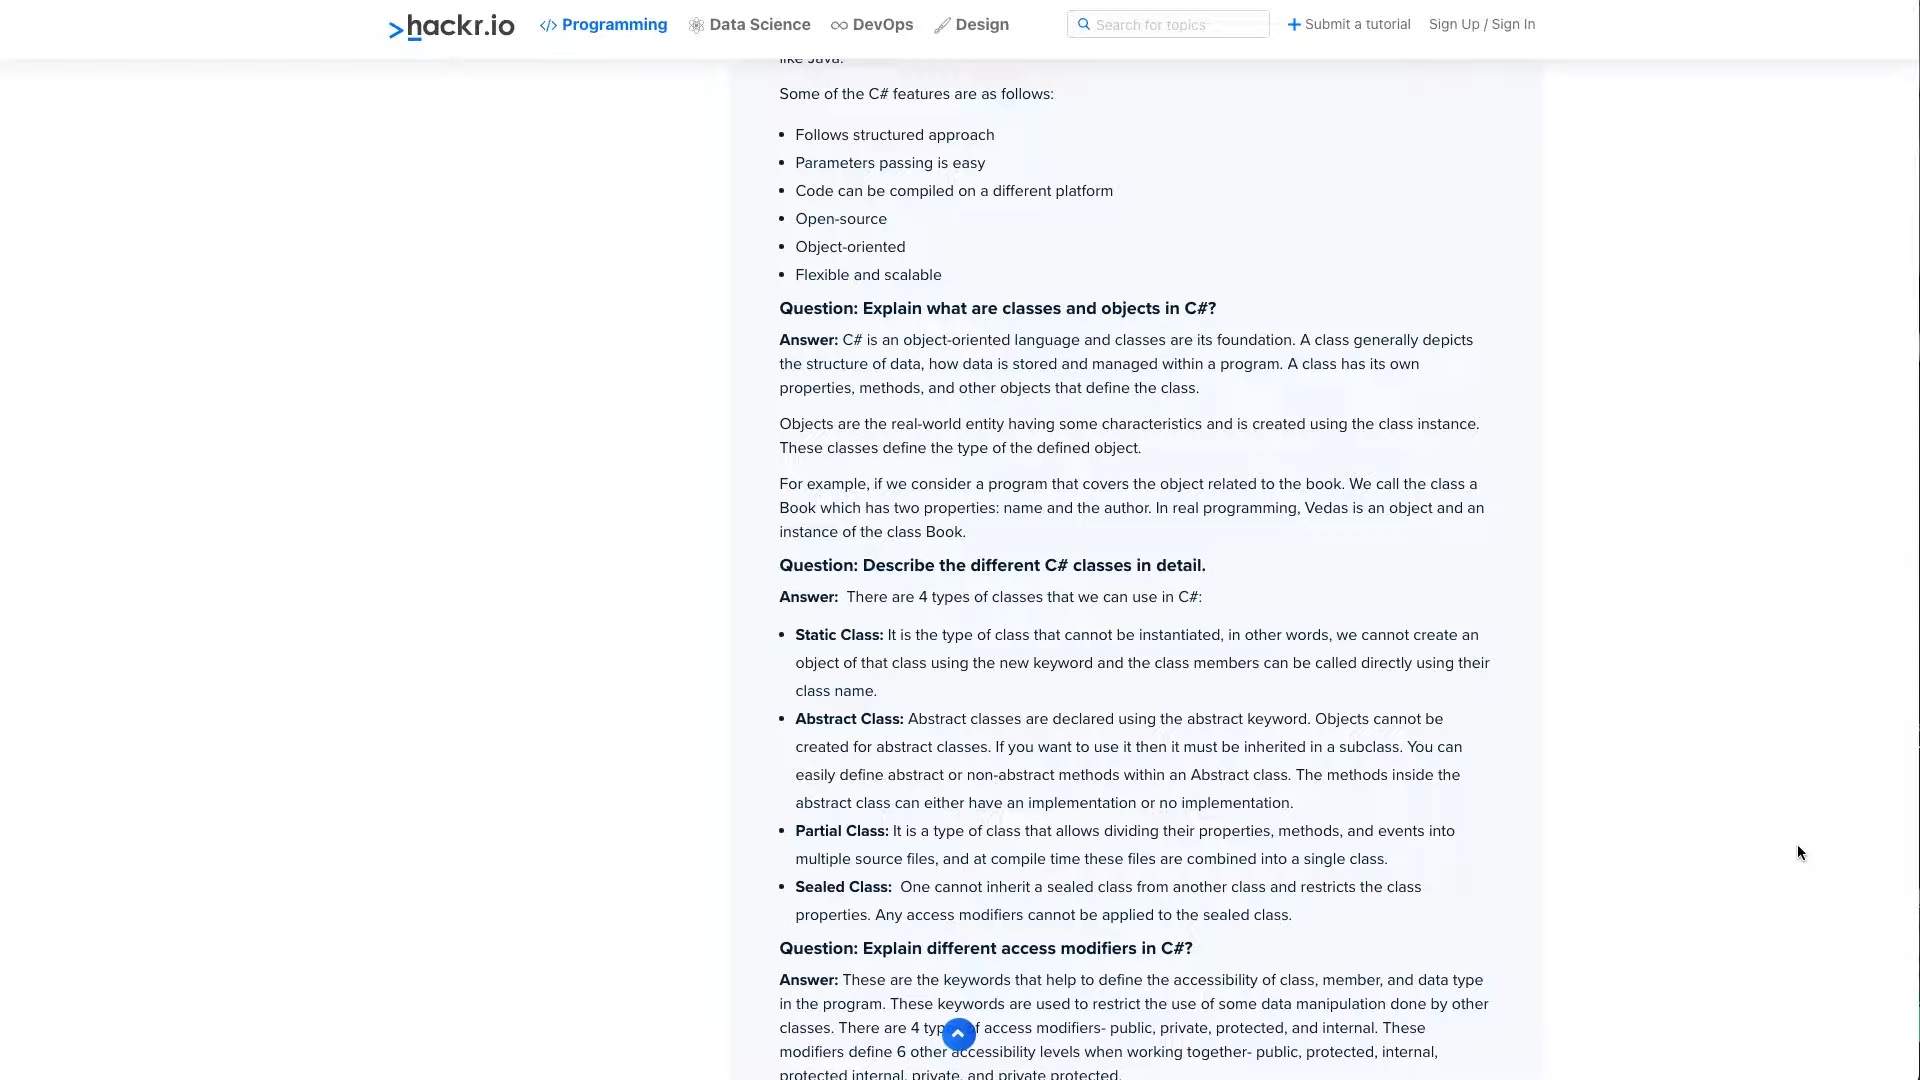 >hackr.io
</> Programming
Data Science
DevOps
Design
Search for topics
+ Submit a tutorial
Sign Up / Sign In
like Java.
Some of the C# features are as follows:
• Follows structured approach
• Parameters passing is easy
• Code can be compiled on a different platform
• Open-source
• Object-oriented
• Flexible and scalable
Question: Explain what are classes and objects in C#?
Answer: C# is an object-oriented language and classes are its foundation. A class generally depicts
the structure of data, how data is stored and managed within a program. A class has its own
properties, methods, and other objects that define the class.
Objects are the real-world entity having some characteristics and is created using the class instance.
These classes define the type of the defined object.
For example, if we consider a program that covers the object related to the book. We call the class a
Book which has two properties: name and the author. In real programming, Vedas is an object and an
instance of the class Book.
Question: Describe the different C# classes in detail.
Answer: There are 4 types of classes that we can use in C#:
• Static Class: It is the type of class that cannot be instantiated, in other words, we cannot create an
object of that class using the new keyword and the class members can be called directly using their
class name.
• Abstract Class: Abstract classes are declared using the abstract keyword. Objects cannot be
created for abstract classes. If you want to use it then it must be inherited in a subclass. You can
easily define abstract or non-abstract methods within an Abstract class. The methods inside the
abstract class can either have an implementation or no implementation.
• Partial Class: It is a type of class that allows dividing their properties, methods, and events into
multiple source files, and at compile time these files are combined into a single class.
• Sealed Class: One cannot inherit a sealed class from another class and restricts the class
properties. Any access modifiers cannot be applied to the sealed class.
Question: Explain different access modifiers in C#?
Answer: These are the keywords that help to define the accessibility of class, member, and data type
in the program. These keywords are used to restrict the use of some data manipulation done by other
classes. There are 4 types of access modifiers- public, private, protected, and internal. These
modifiers define 6 other accessibility levels when working together- public, protected, internal,
protected internal, private, and private protected.